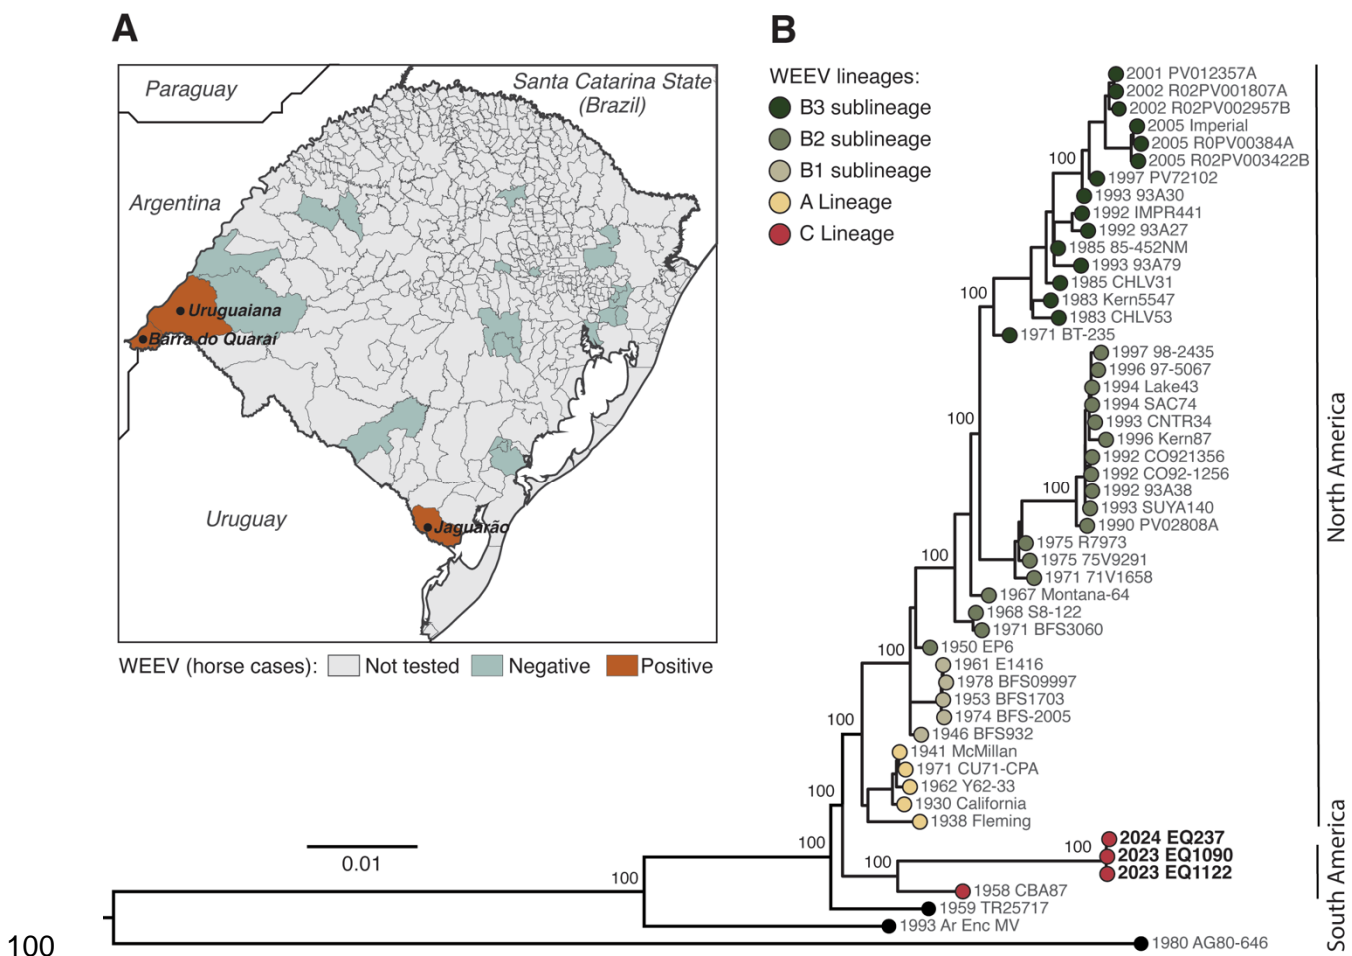 A
Paraguay
Santa Catarina State
(Brazil)
Argentina
Uruguaiana
Barra do Quaraí
Uruguay
Jaguarão
WEEV (horse cases):
Not tested
Negative
Positive
B
WEEV lineages:
B3 sublineage
B2 sublineage
B1 sublineage
A Lineage
C Lineage
2001 PV012357A
2002 R02PV001807A
2002 R02PV002957B
2005 Imperial
2005 R0PV00384A
2005 R02PV003422B
100
1997 PV72102
1993 93A30
1992 IMPR441
1992 93A27
1985 85-452NM
1993 93A79
1985 CHLV31
100
1983 Kern5547
1983 CHLV53
1971 BT-235
1997 98-2435
1996 97-5067
1994 Lake43
1994 SAC74
100
1993 CNTR34
1996 Kern87
1992 CO921356
1992 CO92-1256
100
1992 93A38
1993 SUYA140
1990 PV02808A
1975 R7973
100
1975 75V9291
1971 71V1658
1967 Montana-64
1968 S8-122
1971 BFS3060
1950 EP6
100
1961 E1416
1978 BFS09997
1953 BFS1703
1974 BFS-2005
100
1946 BFS932
1941 McMillan
1971 CU71-CPA
1962 Y62-33
100
1930 California
1938 Fleming
100
2024 EQ237
100
2023 EQ1090
100
2023 EQ1122
100
1958 CBA87
1959 TR25717
1993 Ar Enc MV
1980 AG80-646
North America
South America
0.01
100